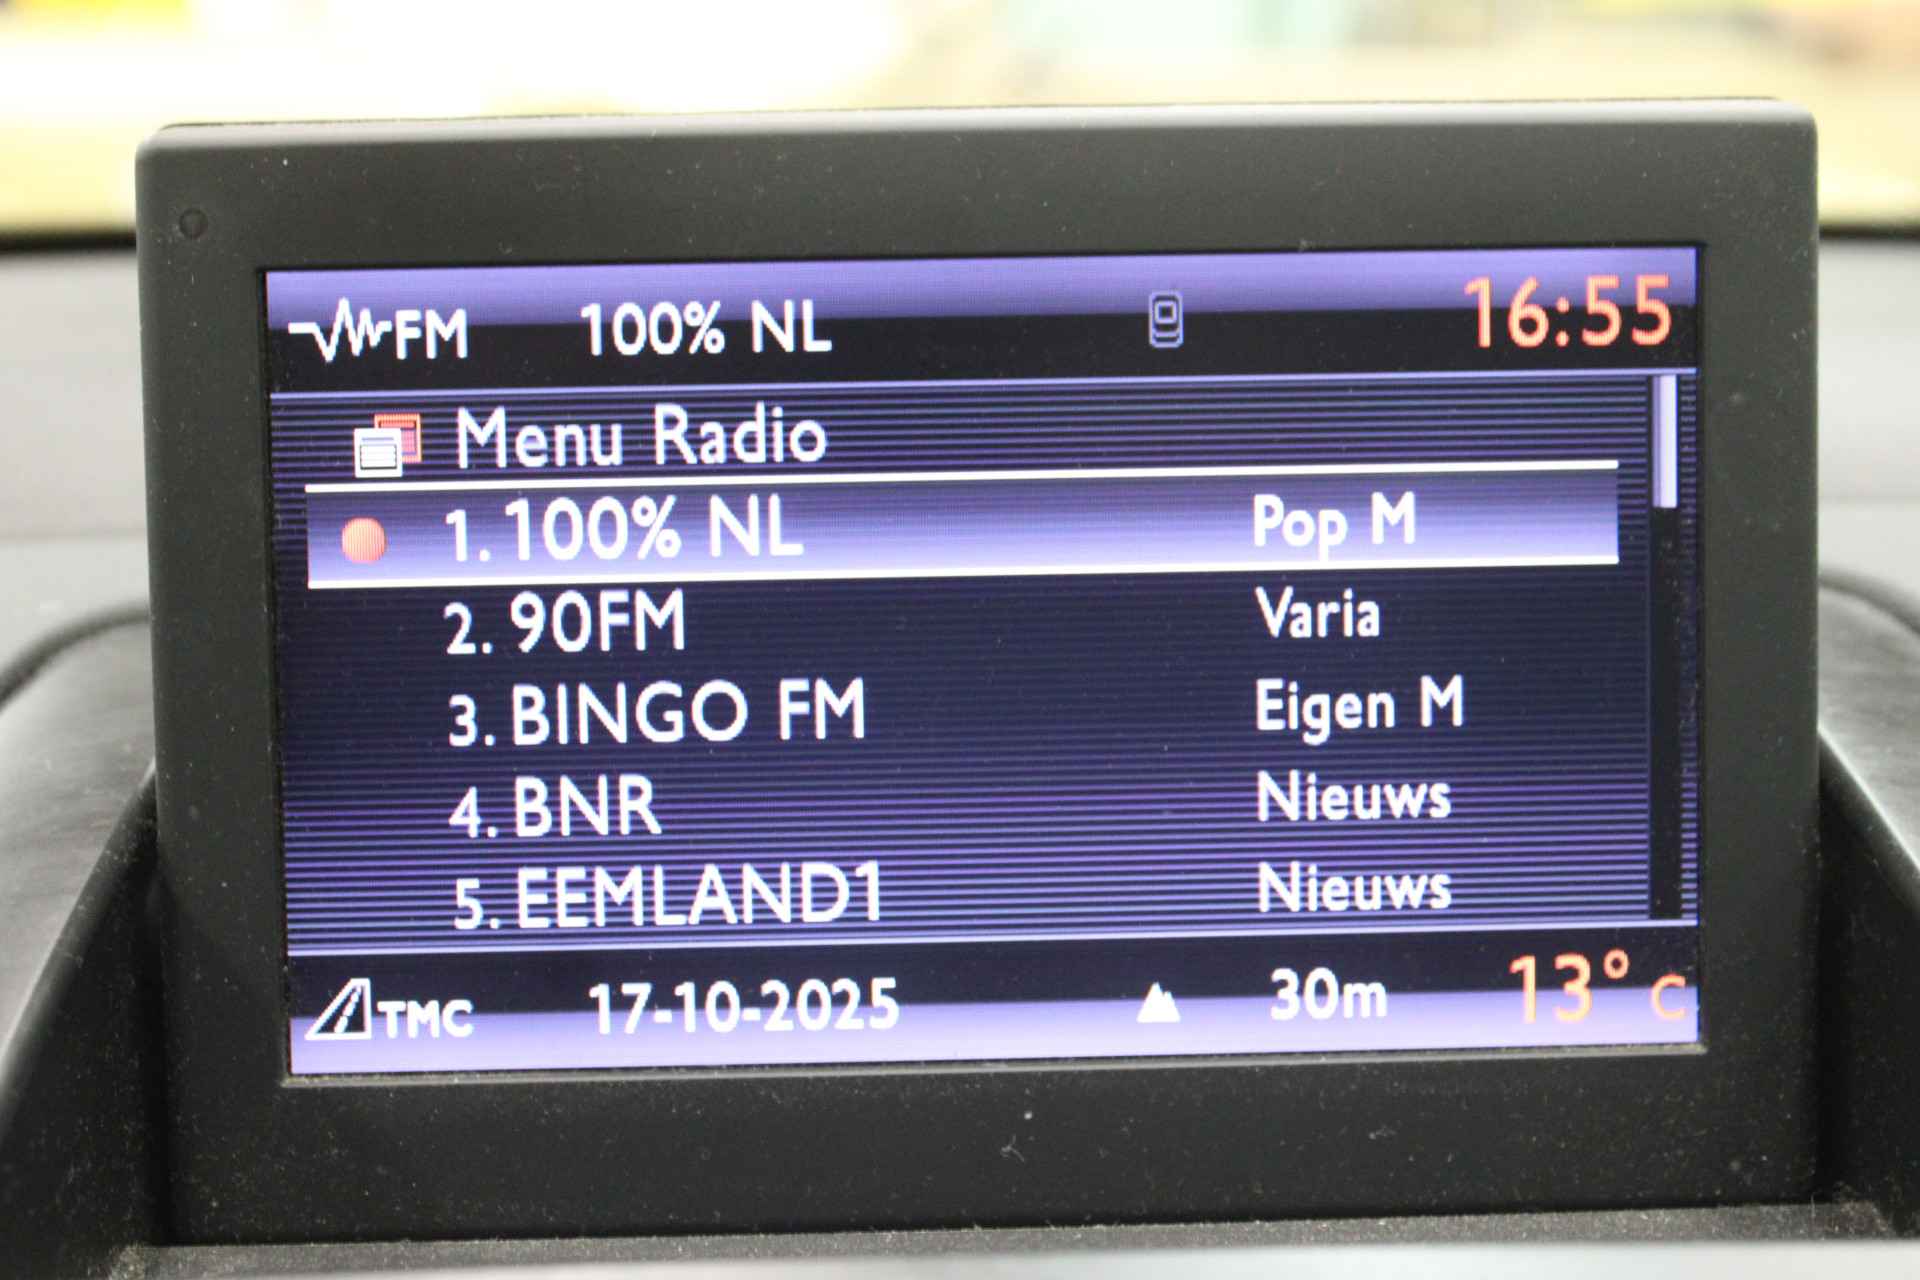 FM 100% NL 16:55
Menu Radio
1. 100% NL Pop M
2. 90FM Varia
3. BINGO FM Eigen M
4. BNR Nieuws
5. EEMLAND1 Nieuws
TMC 17-10-2025 30m 13° C